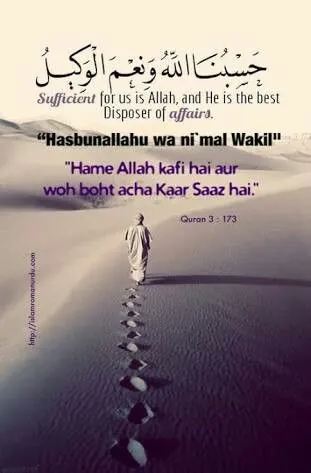 حَسْبُنَا اللَّهُ وَنِعْمَ الْوَكِيلُ
Sufficient for us is Allah, and He is the best
Disposer of affairs.
“Hasbunallahu wa ni`mal Wakil"
"Hame Allah kafi hai aur
woh boht acha Kaar Saaz hai."
Quran 3 : 173
http://islamromanurdu.com